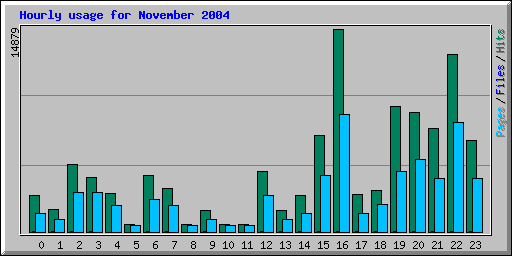 Hourly usage for November 2004
14879
Pages / Files / Hits
0 1 2 3 4 5 6 7 8 9 10 11 12 13 14 15 16 17 18 19 20 21 22 23